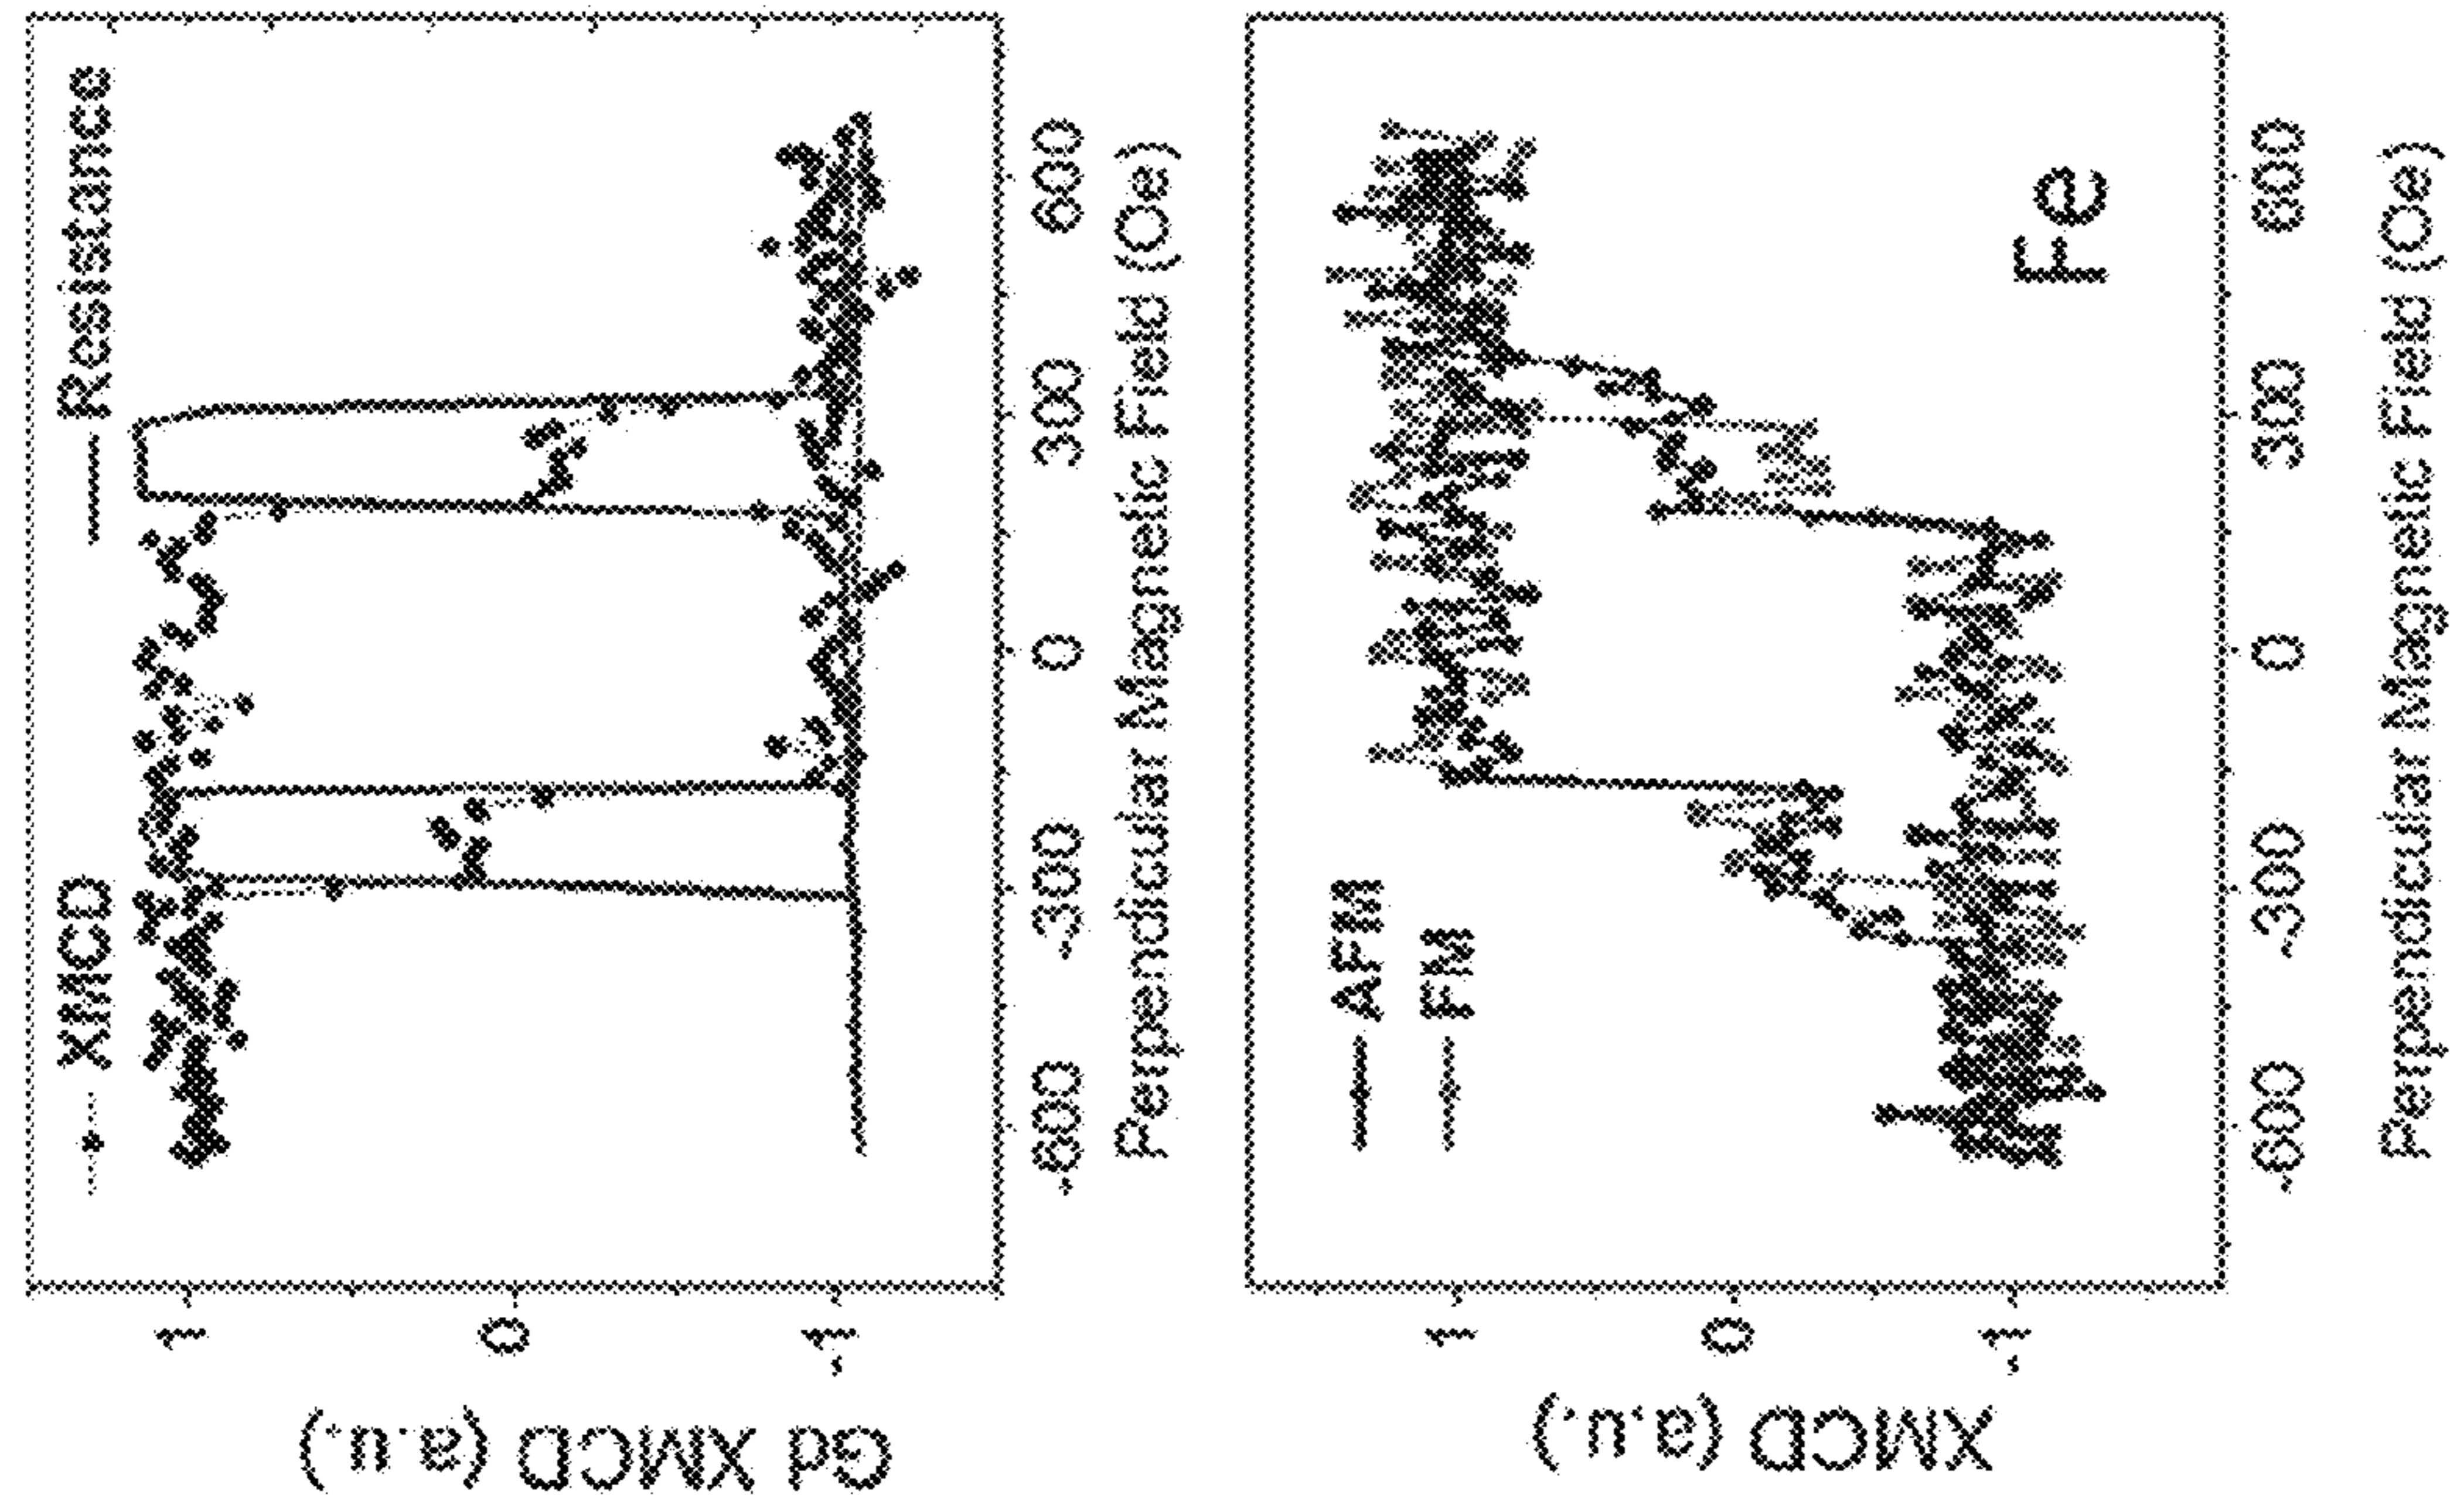 XMCD
Resistance
Gd XMCD (a.u.)
1
0
-1
-600
-300
0
300
600
Perpendicular Magnetic Field (Oe)
AFM
FM
Fe
XMCD (a.u.)
1
0
-1
-600
-300
0
300
600
Perpendicular Magnetic Field (Oe)